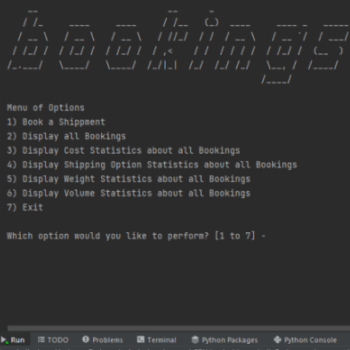 bookings
Menu of Options
1) Book a Shippment
2) Display all Bookings
3) Display Cost Statistics about all Bookings
4) Display Shipping Option Statistics about all Bookings
5) Display Weight Statistics about all Bookings
6) Display Volume Statistics about all Bookings
7) Exit
Which option would you like to perform? [1 to 7] -
Run TODO Problems Terminal Python Packages Python Console